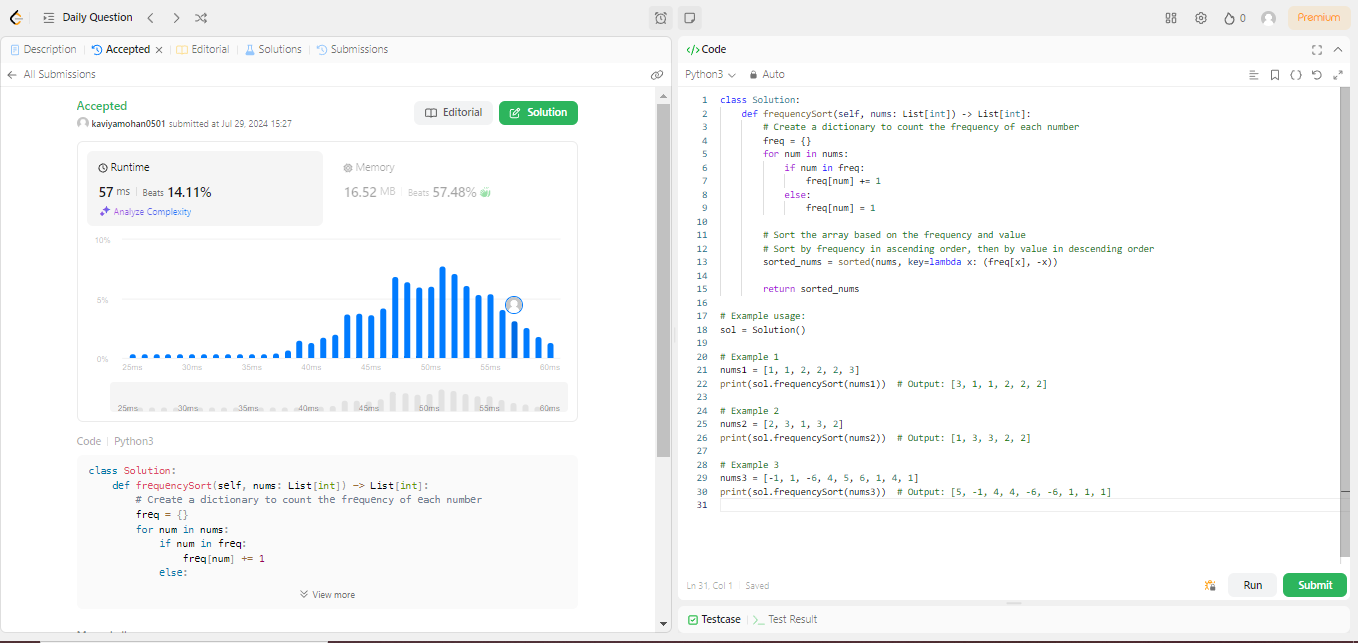 Daily Question
0
Premium
Description
Accepted
Editorial
Solutions
Submissions
All Submissions
Accepted
kaviyamohan0501 submitted at Jul 29, 2024 15:27
Editorial
Solution
Runtime
57 ms Beats 14.11%
Analyze Complexity
Memory
16.52 MB Beats 57.48%
10%
5%
0%
25ms 30ms 35ms 40ms 45ms 50ms 55ms 60ms
25ms 30ms 35ms 40ms 45ms 50ms 55ms 60ms
Code Python3
class Solution:
def frequencySort(self, nums: List[int]) -> List[int]:
# Create a dictionary to count the frequency of each number
freq = {}
for num in nums:
if num in freq:
freq[num] += 1
else:
View more
</> Code
Python3 Auto
1 class Solution:
2 def frequencySort(self, nums: List[int]) -> List[int]:
3 # Create a dictionary to count the frequency of each number
4 freq = {}
5 for num in nums:
6 if num in freq:
7 freq[num] += 1
8 else:
9 freq[num] = 1
10
11 # Sort the array based on the frequency and value
12 # Sort by frequency in ascending order, then by value in descending order
13 sorted_nums = sorted(nums, key=lambda x: (freq[x], -x))
14
15 return sorted_nums
16
17 # Example usage:
18 sol = Solution()
19
20 # Example 1
21 nums1 = [1, 1, 2, 2, 2, 3]
22 print(sol.frequencySort(nums1)) # Output: [3, 1, 1, 2, 2, 2]
23
24 # Example 2
25 nums2 = [2, 3, 1, 3, 2]
26 print(sol.frequencySort(nums2)) # Output: [1, 3, 3, 2, 2]
27
28 # Example 3
29 nums3 = [-1, 1, -6, 4, 5, 6, 1, 4, 1]
30 print(sol.frequencySort(nums3)) # Output: [5, -1, 4, 4, -6, -6, 1, 1, 1]
31
Ln 31, Col 1 Saved
Run
Submit
Testcase
Test Result